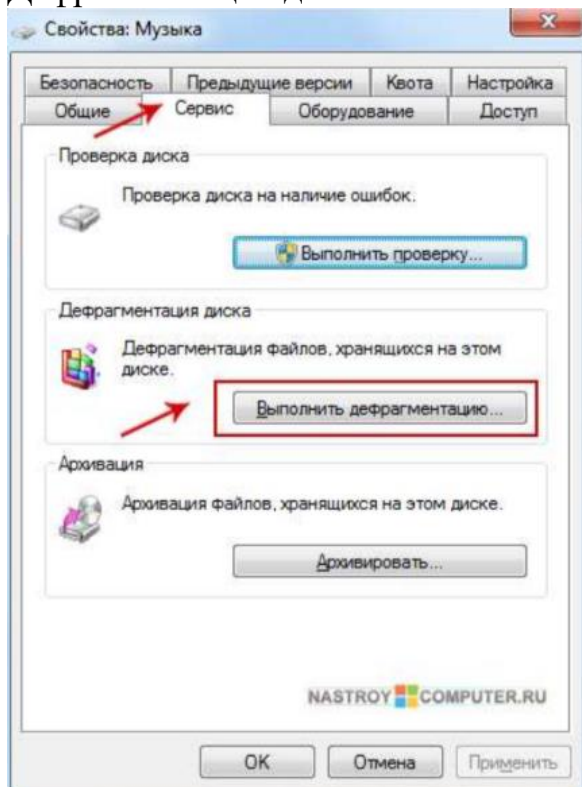 Свойства: Музыка
Безопасность Предыдущие версии Квота Настройка
Общие Сервис Оборудование Доступ
Проверка диска
Проверка диска на наличие ошибок.
Выполнить проверку...
Дефрагментация диска
Дефрагментация файлов, хранящихся на этом
диске.
Выполнить дефрагментацию...
Архивация
Архивация файлов, хранящихся на этом диске.
Архивировать...
NASTROY COMPUTER.RU
ОК Отмена Применить